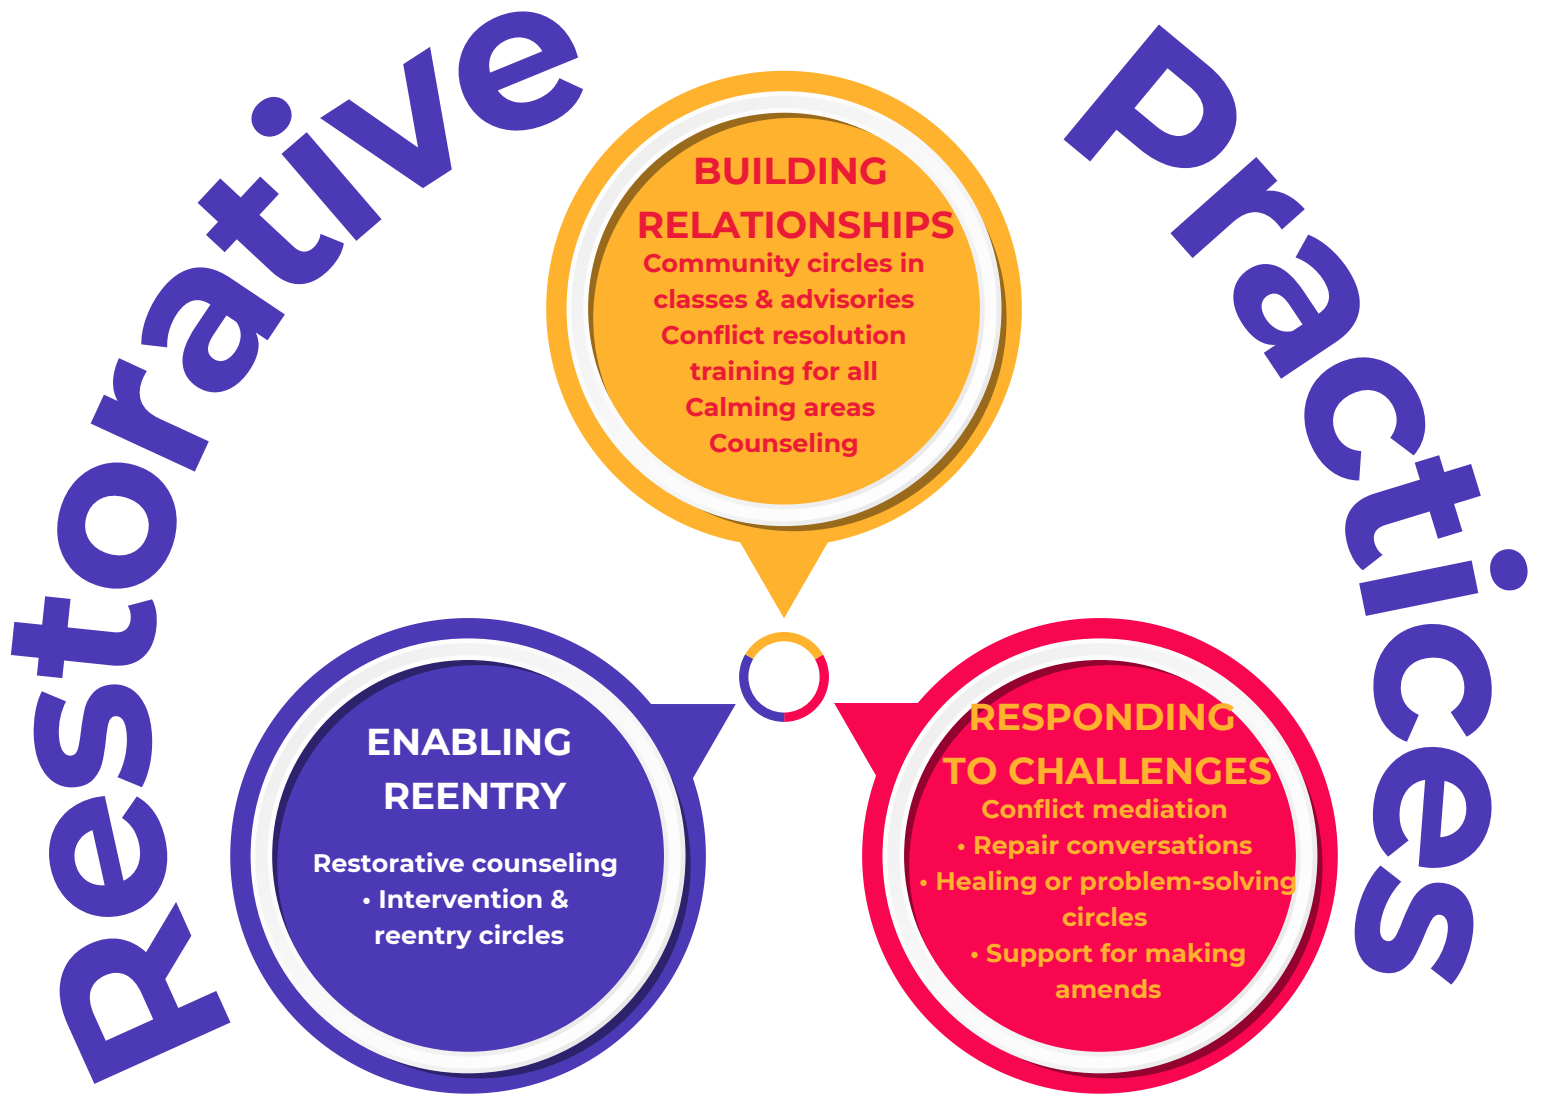 Restorative
Practices
BUILDING
RELATIONSHIPS
Community circles in
classes & advisories
Conflict resolution
training for all
Calming areas
Counseling
ENABLING
REENTRY
Restorative counseling
• Intervention &
reentry circles
RESPONDING
TO CHALLENGES
Conflict mediation
• Repair conversations
• Healing or problem-solving
circles
• Support for making
amends